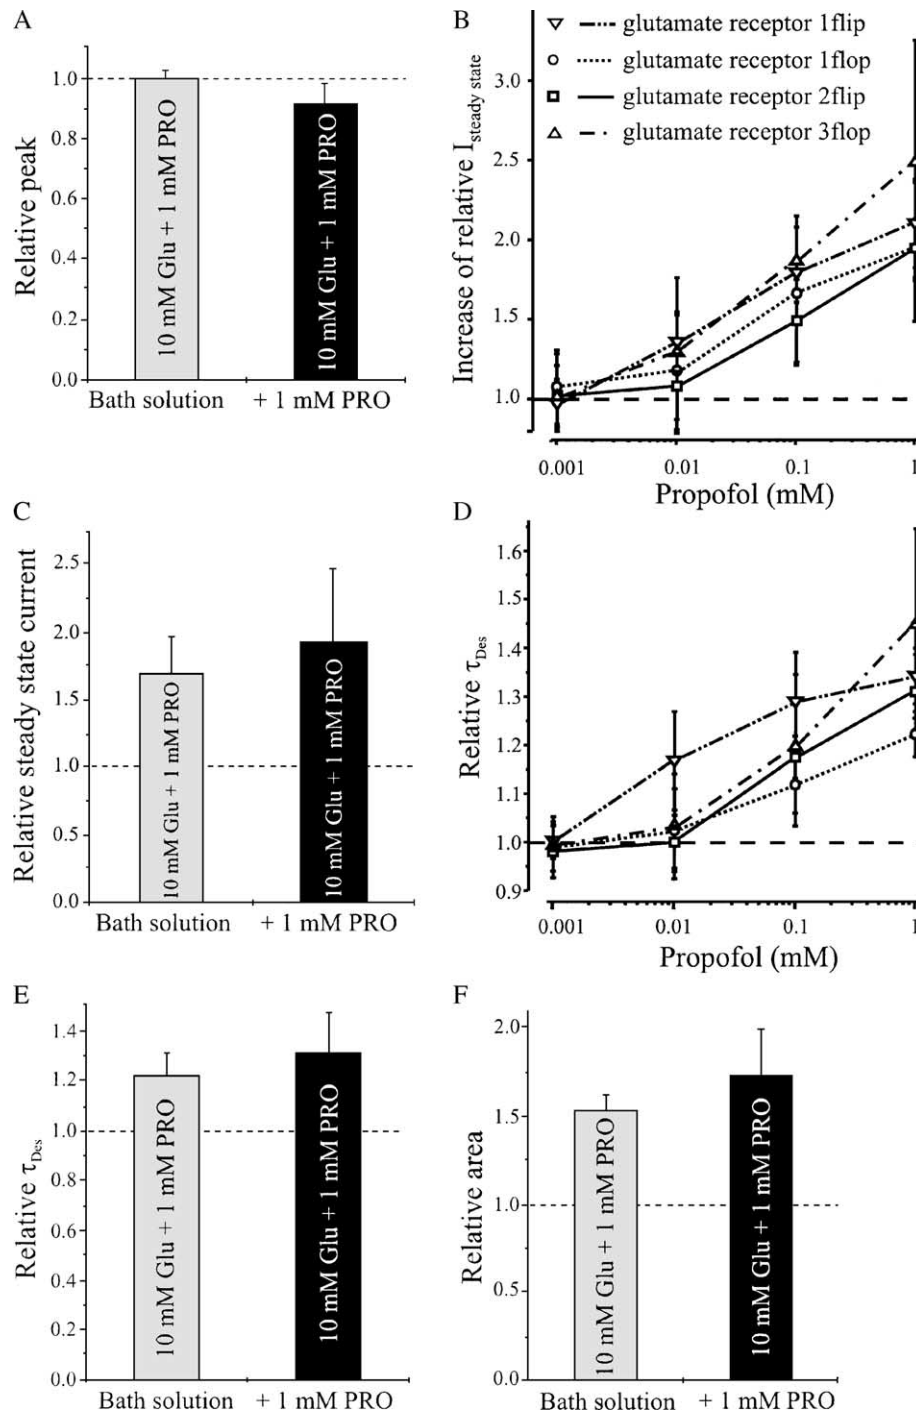 A
Relative peak
1.0
0.8
0.6
0.4
0.2
0.0
10 mM Glu + 1 mM PRO
10 mM Glu + 1 mM PRO
Bath solution
+ 1 mM PRO
B
glutamate receptor 1flip
glutamate receptor 1flop
glutamate receptor 2flip
glutamate receptor 3flop
Increase of relative Isteady state
3.0
2.5
2.0
1.5
1.0
0.001
0.01
0.1
1
Propofol (mM)
C
Relative steady state current
2.5
2.0
1.5
1.0
0.5
0.0
10 mM Glu + 1 mM PRO
10 mM Glu + 1 mM PRO
Bath solution
+ 1 mM PRO
D
Relative τDes
1.6
1.5
1.4
1.3
1.2
1.1
1.0
0.9
0.001
0.01
0.1
1
Propofol (mM)
E
Relative τDes
1.4
1.2
1.0
0.8
0.6
0.4
0.2
0.0
10 mM Glu + 1 mM PRO
10 mM Glu + 1 mM PRO
Bath solution
+ 1 mM PRO
F
Relative area
2.0
1.5
1.0
0.5
0.0
10 mM Glu + 1 mM PRO
10 mM Glu + 1 mM PRO
Bath solution
+ 1 mM PRO